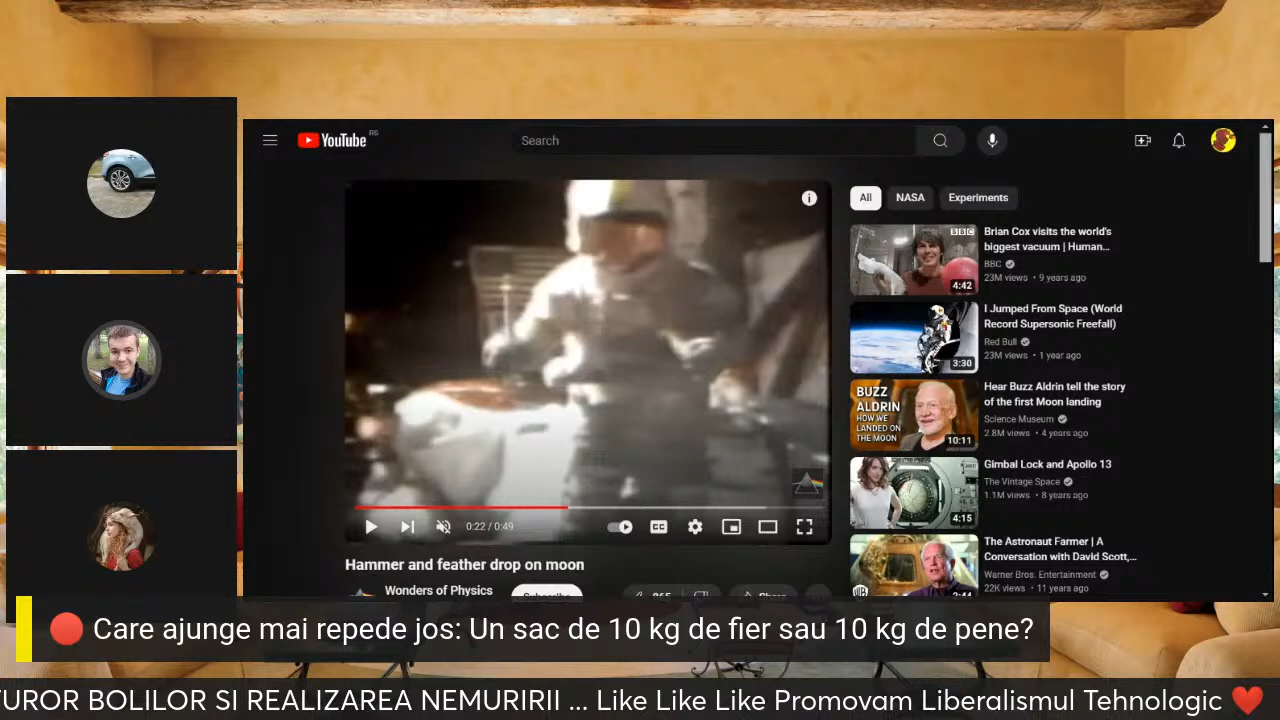 YouTube RS
Search
All
NASA
Experiments
BBC
4:42
Brian Cox visits the world's
biggest vacuum | Human...
BBC
23M views • 9 years ago
3:30
I Jumped From Space (World
Record Supersonic Freefall)
Red Bull
23M views • 1 year ago
BUZZ
ALDRIN
HOW WE
LANDED ON
THE MOON
10:11
Hear Buzz Aldrin tell the story
of the first Moon landing
Science Museum
2.8M views • 4 years ago
4:15
Gimbal Lock and Apollo 13
The Vintage Space
1.1M views • 8 years ago
The Astronaut Farmer | A
Conversation with David Scott,...
Warner Bros. Entertainment
22K views • 11 years ago
CC
0:22 / 0:49
Hammer and feather drop on moon
Wonders of Physics
Subscribe
865
Share
Care ajunge mai repede jos: Un sac de 10 kg de fier sau 10 kg de pene?
TUROR BOLILOR SI REALIZAREA NEMURIRII ... Like Like Like Promovam Liberalismul Tehnologic ❤️